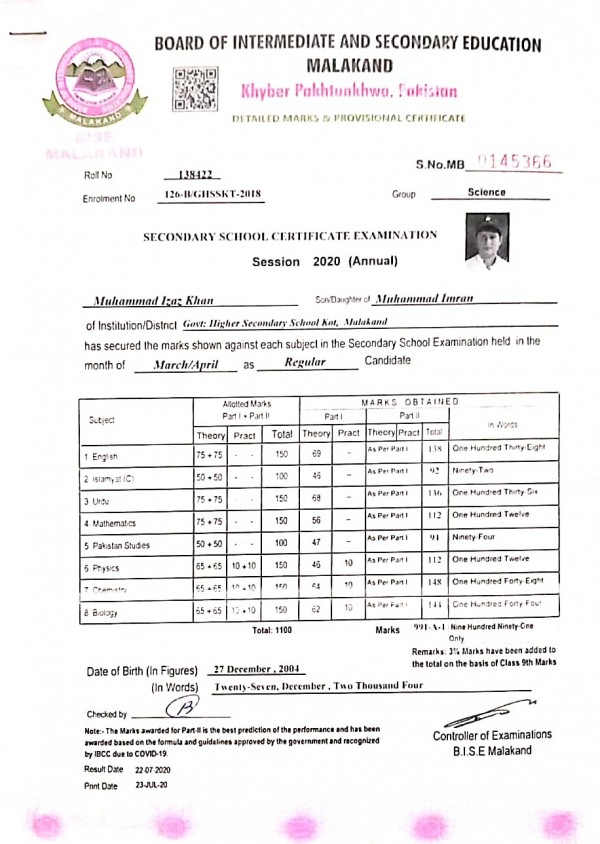 BOARD OF INTERMEDIATE AND SECONDARY EDUCATION
MALAKAND
Khyber Pakhtunkhwa, Pakistan
DETAILED MARKS & PROVISIONAL CERTIFICATE
MALAKAND
BISE
MALAKAND
S.No.MB 0145366
Roll No 138422
Enrolment No 126-B/GHSSKT-2018
Group Science
SECONDARY SCHOOL CERTIFICATE EXAMINATION
Session 2020 (Annual)
Muhammad Izaz Khan Son/Daughter of Muhammad Imran
of Institution/District Govt: Higher Secondary School Kot, Malakand
has secured the marks shown against each subject in the Secondary School Examination held in the
month of March/April as Regular Candidate
Subject Allotted Marks Part I + Part II MARKS OBTAINED
Part I Part II In Words
Theory Pract Total Theory Pract Theory Pract Total
1 English 75+75 - - 150 69 - As Per Part I 138 One Hundred Thirty-Eight
2 Islamyat (C) 50+50 - - 100 46 - As Per Part I 92 Ninety-Two
3 Urdu 75+75 - - 150 68 - As Per Part I 136 One Hundred Thirty-Six
4 Mathematics 75+75 - - 150 56 - As Per Part I 112 One Hundred Twelve
5 Pakistan Studies 50+50 - - 100 47 - As Per Part I 94 Ninety-Four
6 Physics 65+65 10+10 150 46 10 As Per Part I 112 One Hundred Twelve
7 Chemistry 65+65 10+10 150 64 10 As Per Part I 148 One Hundred Forty-Eight
8 Biology 65+65 10+10 150 62 10 As Per Part I 144 One Hundred Forty Four
Total: 1100 Marks 991-A-1 : Nine Hundred Ninety-One
Only
Remarks: 3% Marks have been added to
the total on the basis of Class 9th Marks
Date of Birth (In Figures) 27 December , 2004
(In Words) Twenty-Seven, December , Two Thousand Four
Checked by
Note:- The Marks awarded for Part-II is the best prediction of the performance and has been
awarded based on the formula and guidelines approved by the government and recognized
by IBCC due to COVID-19.
Result Date 22-07-2020
Print Date 23-JUL-20
Controller of Examinations
B.I.S.E Malakand